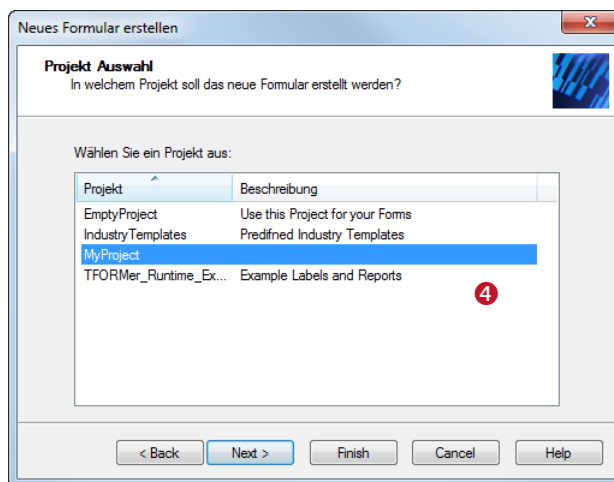 Neues Formular erstellen
Projekt Auswahl
In welchem Projekt soll das neue Formular erstellt werden?
Wählen Sie ein Projekt aus:
Projekt Beschreibung
EmptyProject Use this Project for your Forms
IndustryTemplates Predifned Industry Templates
MyProject
TFORMer_Runtime_Ex... Example Labels and Reports
4
< Back Next > Finish Cancel Help